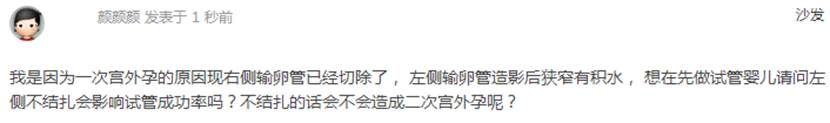 颜颜颜 发表于 1 秒前
沙发
我是因为一次宫外孕的原因现右侧输卵管已经切除了 ， 左侧输卵管造影后狭窄有积水 ， 想在先做试管婴儿请问左
侧不结扎会影响试管成功率吗？不结扎的话会不会造成二次宫外孕呢 ？